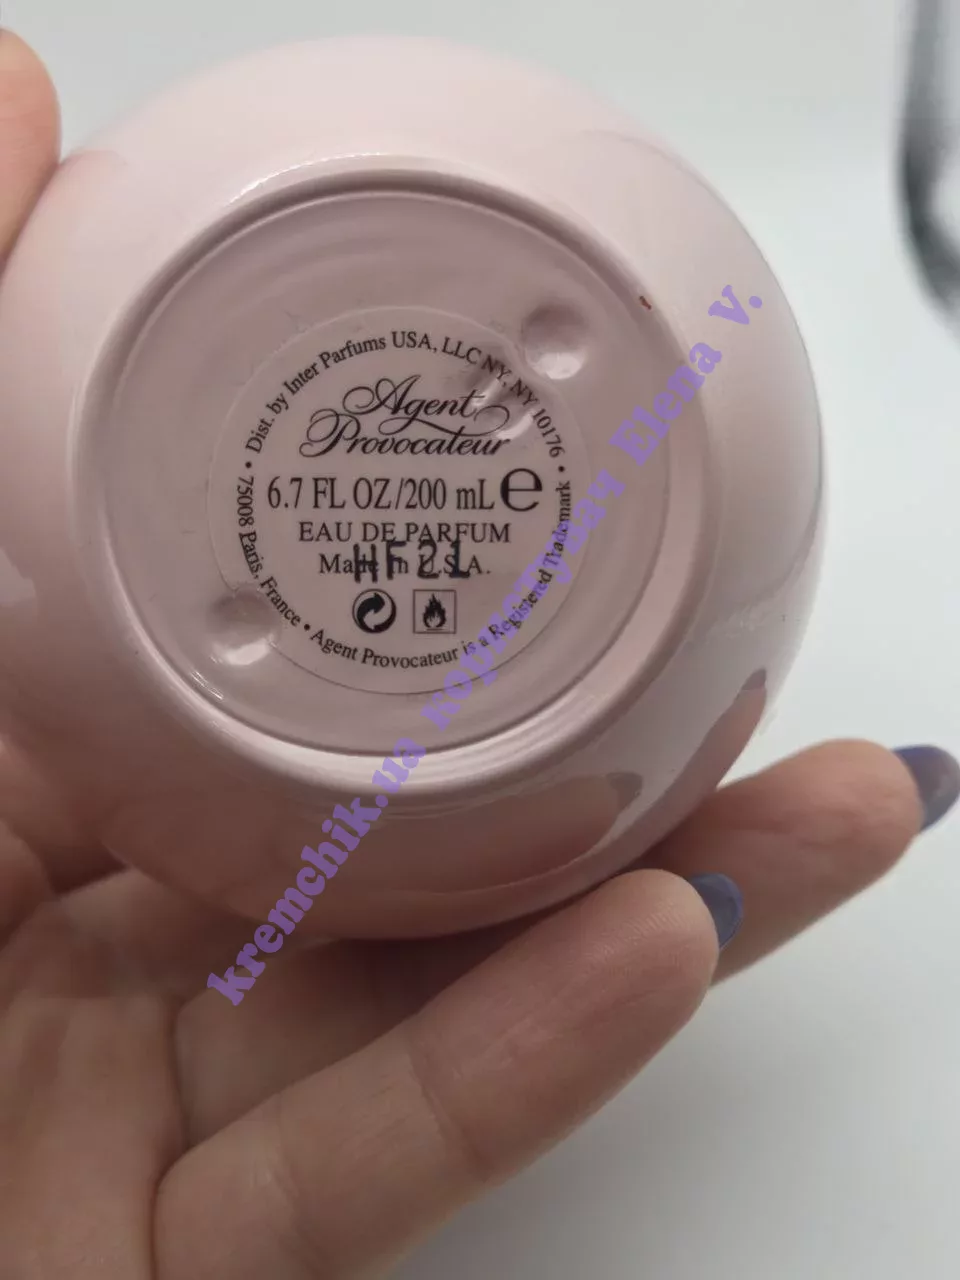 Dist. by Inter Parfums USA, LLC NY, NY 10176 •
Agent
Provocateur
6.7 FL OZ./200 mL ℮
EAU DE PARFUM
Made in U.S.A.
HF21
75008 Paris, France • Agent Provocateur is a Registered Trademark •
kremchik.ua користувач Elena v.